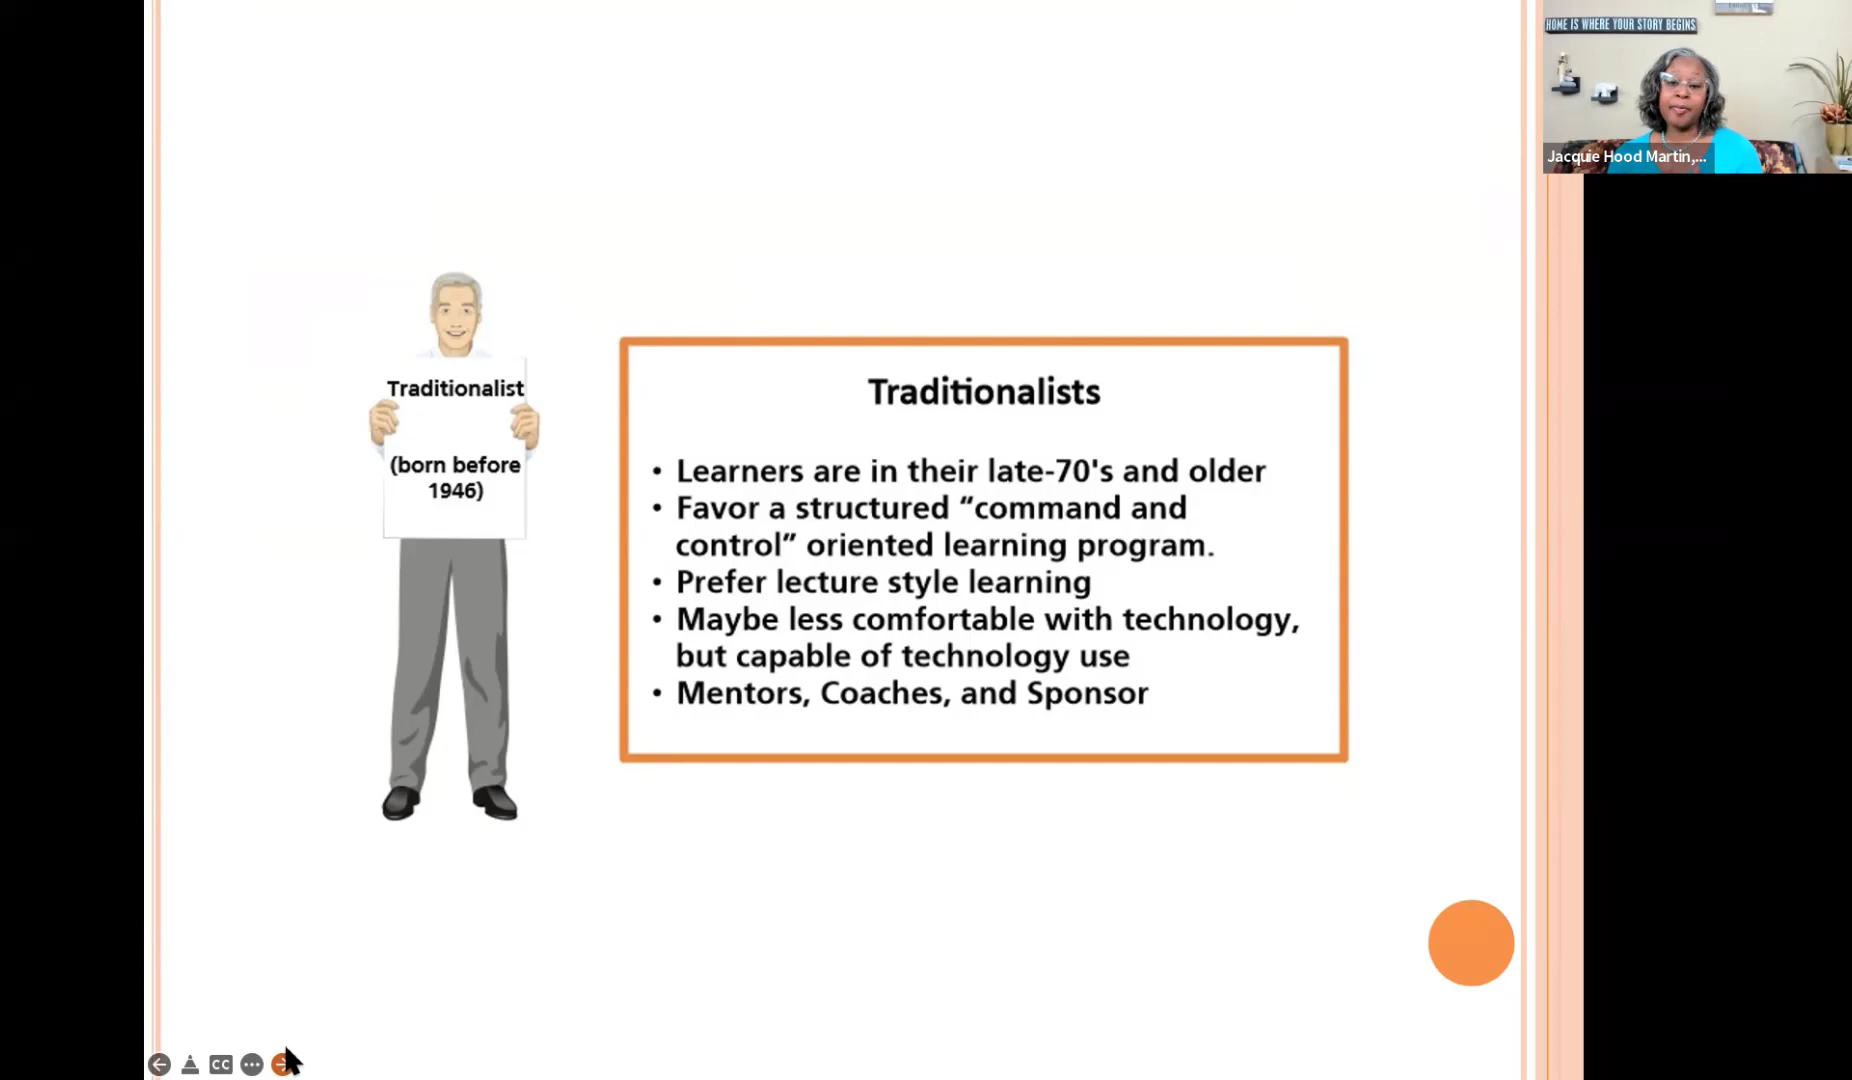 HOME IS WHERE YOUR STORY BEGINS
Jacquie Hood Martin,...
Traditionalist
(born before
1946)
Traditionalists
• Learners are in their late-70's and older
• Favor a structured “command and
control” oriented learning program.
• Prefer lecture style learning
• Maybe less comfortable with technology,
but capable of technology use
• Mentors, Coaches, and Sponsor
CC